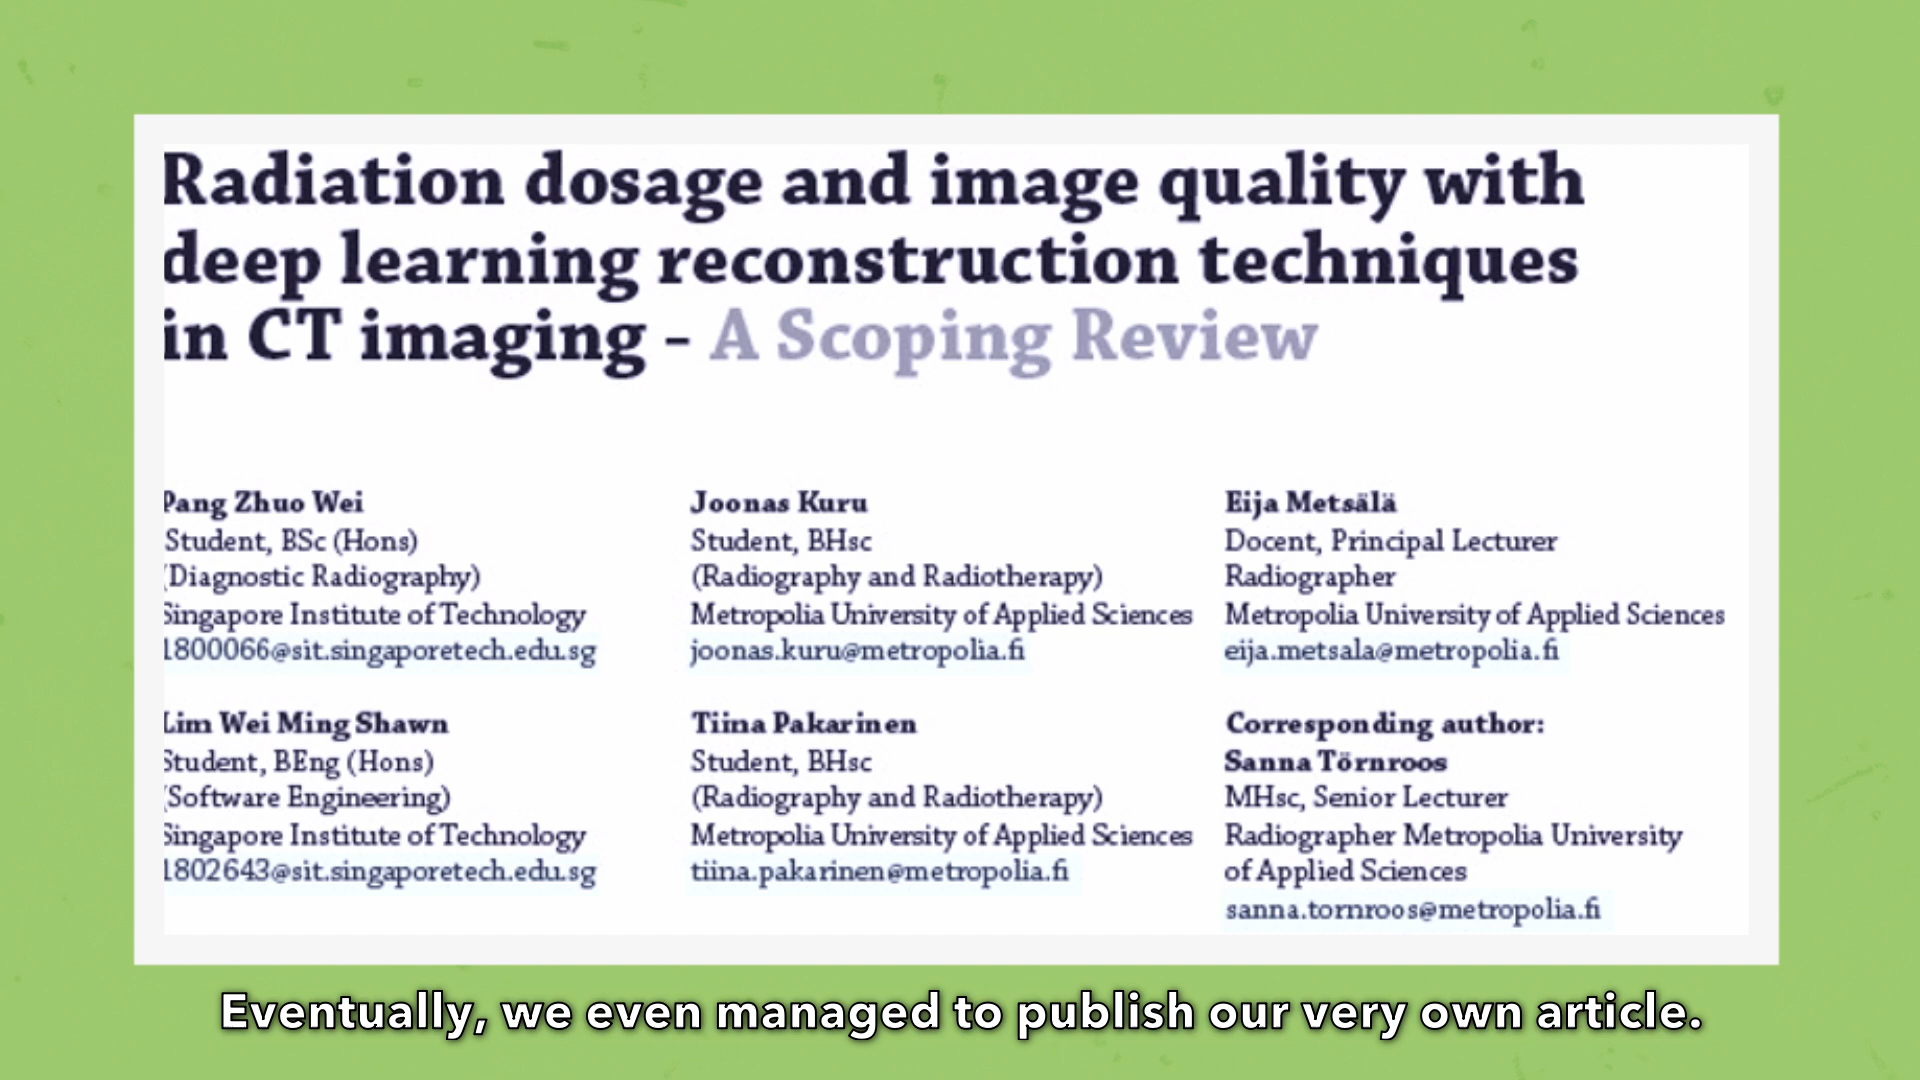 Radiation dosage and image quality with
deep learning reconstruction techniques
in CT imaging – A Scoping Review
Pang Zhuo Wei
Student, BSc (Hons)
(Diagnostic Radiography)
Singapore Institute of Technology
1800066@sit.singaporetech.edu.sg
Joonas Kuru
Student, BHsc
(Radiography and Radiotherapy)
Metropolia University of Applied Sciences
joonas.kuru@metropolia.fi
Eija Metsälä
Docent, Principal Lecturer
Radiographer
Metropolia University of Applied Sciences
eija.metsala@metropolia.fi
Lim Wei Ming Shawn
Student, BEng (Hons)
(Software Engineering)
Singapore Institute of Technology
1802643@sit.singaporetech.edu.sg
Tiina Pakarinen
Student, BHsc
(Radiography and Radiotherapy)
Metropolia University of Applied Sciences
tiina.pakarinen@metropolia.fi
Corresponding author:
Sanna Törnroos
MHsc, Senior Lecturer
Radiographer Metropolia University
of Applied Sciences
sanna.tornroos@metropolia.fi
Eventually, we even managed to publish our very own article.